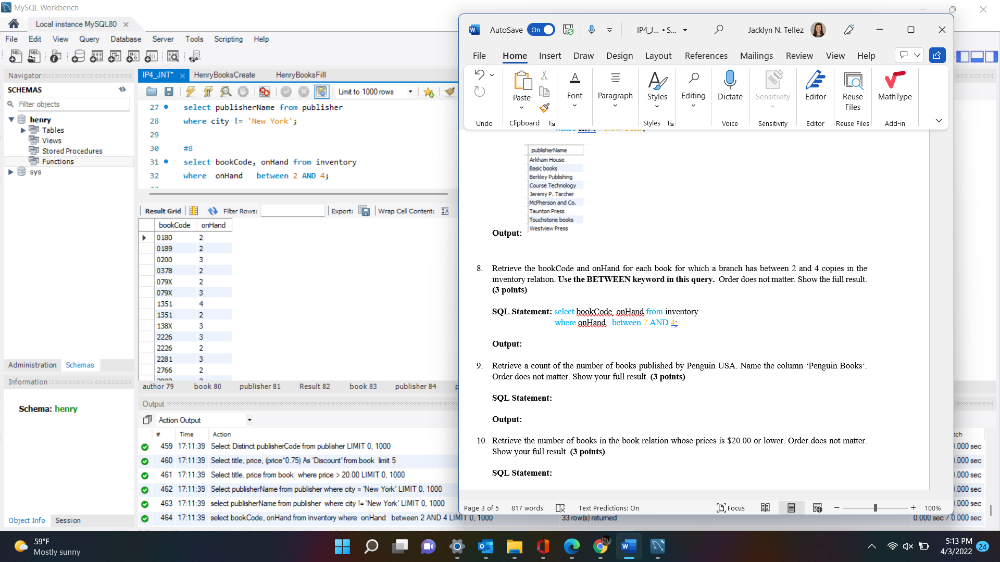 MySQL Workbench
Local instance MySQL80
File Edit View Query Database Server Tools Scripting Help
Navigator
SCHEMAS
Filter objects
henry
Tables
Views
Stored Procedures
Functions
sys
Administration Schemas
Information
Schema: henry
Object Info Session
IP4_JNT* HenryBooksCreate HenryBooksFill
Limit to 1000 rows
27 select publisherName from publisher
28 where city != 'New York';
29
30 #8
31 select bookCode, onHand from inventory
32 where onHand between 2 AND 4;
Result Grid Filter Rows: Export: Wrap Cell Content:
bookCode onHand
0180 2
0189 2
0200 3
0378 2
079X 2
079X 3
1351 4
1351 2
138X 3
2226 3
2226 2
2281 3
2766 2
author 79 book 80 publisher 81 Result 82 book 83 publisher 84
Output
Action Output
# Time Action
459 17:11:39 Select Distinct publisherCode from publisher LIMIT 0, 1000
460 17:11:39 Select title, price, (price*0.75) As 'Discount' from book limit 5
461 17:11:39 Select title, price from book where price > 20.00 LIMIT 0, 1000
462 17:11:39 Select publisherName from publisher where city = 'New York' LIMIT 0, 1000
463 17:11:39 select publisherName from publisher where city != 'New York' LIMIT 0, 1000
464 17:11:39 select bookCode, onHand from inventory where onHand between 2 AND 4 LIMIT 0, 1000 33 row(s) returned 0.000 sec / 0.000 sec
AutoSave On IP4_J... • S... Jacklyn N. Tellez
File Home Insert Draw Design Layout References Mailings Review View Help
Paste Font Paragraph Styles Editing Dictate Sensitivity Editor Reuse Files MathType
Undo Clipboard Styles Voice Sensitivity Editor Reuse Files Add-in
publisherName
Arkham House
Basic books
Berkley Publishing
Course Technology
Jeremy P. Tarcher
McPherson and Co.
Taunton Press
Touchstone books
Westview Press
Output:
8. Retrieve the bookCode and onHand for each book for which a branch has between 2 and 4 copies in the
inventory relation. Use the BETWEEN keyword in this query. Order does not matter. Show the full result.
(3 points)
SQL Statement: select bookCode, onHand from inventory
where onHand between 2 AND 4;
Output:
9. Retrieve a count of the number of books published by Penguin USA. Name the column ‘Penguin Books’.
Order does not matter. Show your full result. (3 points)
SQL Statement:
Output:
10. Retrieve the number of books in the book relation whose prices is $20.00 or lower. Order does not matter.
Show your full result. (3 points)
SQL Statement:
Page 3 of 5 817 words Text Predictions: On Focus 100%
.000 sec
.000 sec
.000 sec
.000 sec
.000 sec
59°F
Mostly sunny
5:13 PM
4/3/2022
24